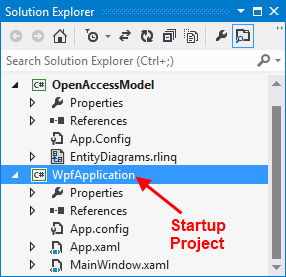 Solution Explorer
Search Solution Explorer (Ctrl+;)
C# OpenAccessModel
Properties
References
App.Config
EntityDiagrams.rlinq
C# WpfApplication
Properties
References
App.config
App.xaml
MainWindow.xaml
Startup
Project